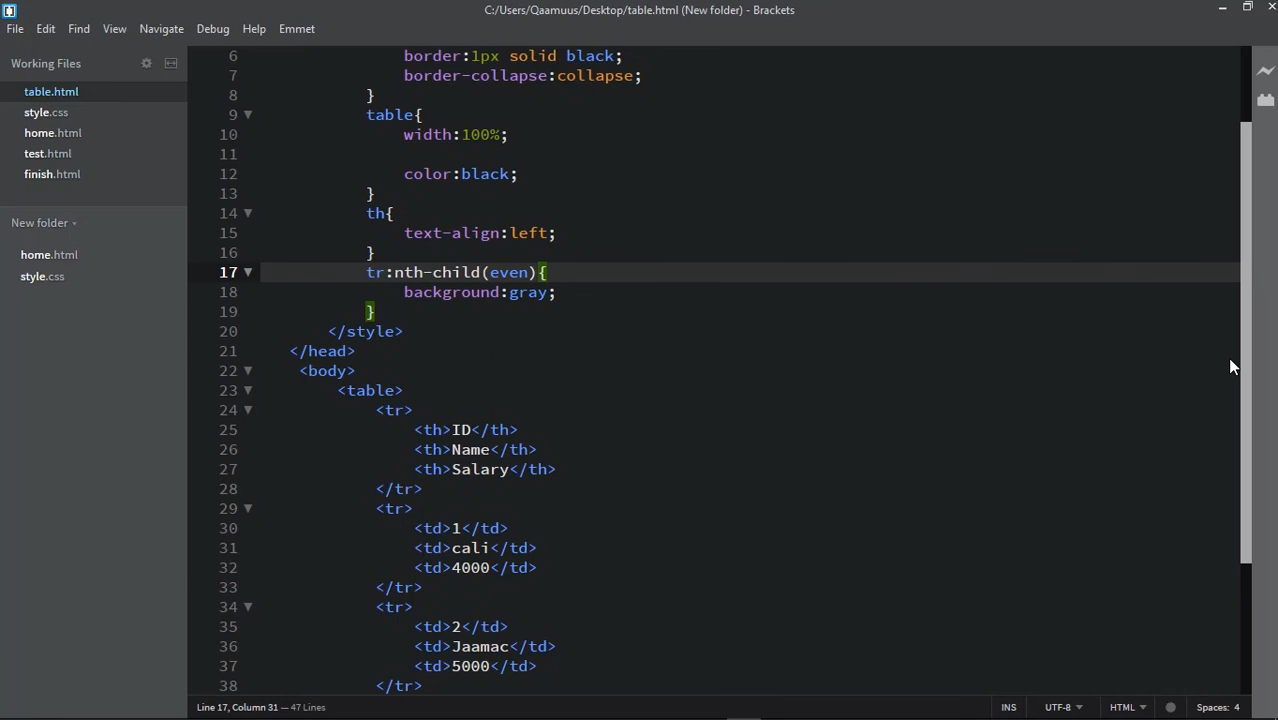 C:/Users/Qaamuus/Desktop/table.html (New folder) - Brackets
File Edit Find View Navigate Debug Help Emmet
Working Files
table.html
style.css
home.html
test.html
finish.html
New folder
home.html
style.css
6 border:1px solid black;
7 border-collapse:collapse;
8 }
9 table{
10 width:100%;
11
12 color:black;
13 }
14 th{
15 text-align:left;
16 }
17 tr:nth-child(even){
18 background:gray;
19 }
20 </style>
21 </head>
22 <body>
23 <table>
24 <tr>
25 <th>ID</th>
26 <th>Name</th>
27 <th>Salary</th>
28 </tr>
29 <tr>
30 <td>1</td>
31 <td>cali</td>
32 <td>4000</td>
33 </tr>
34 <tr>
35 <td>2</td>
36 <td>Jaamac</td>
37 <td>5000</td>
38 </tr>
Line 17, Column 31 — 47 Lines INS UTF-8 HTML Spaces: 4